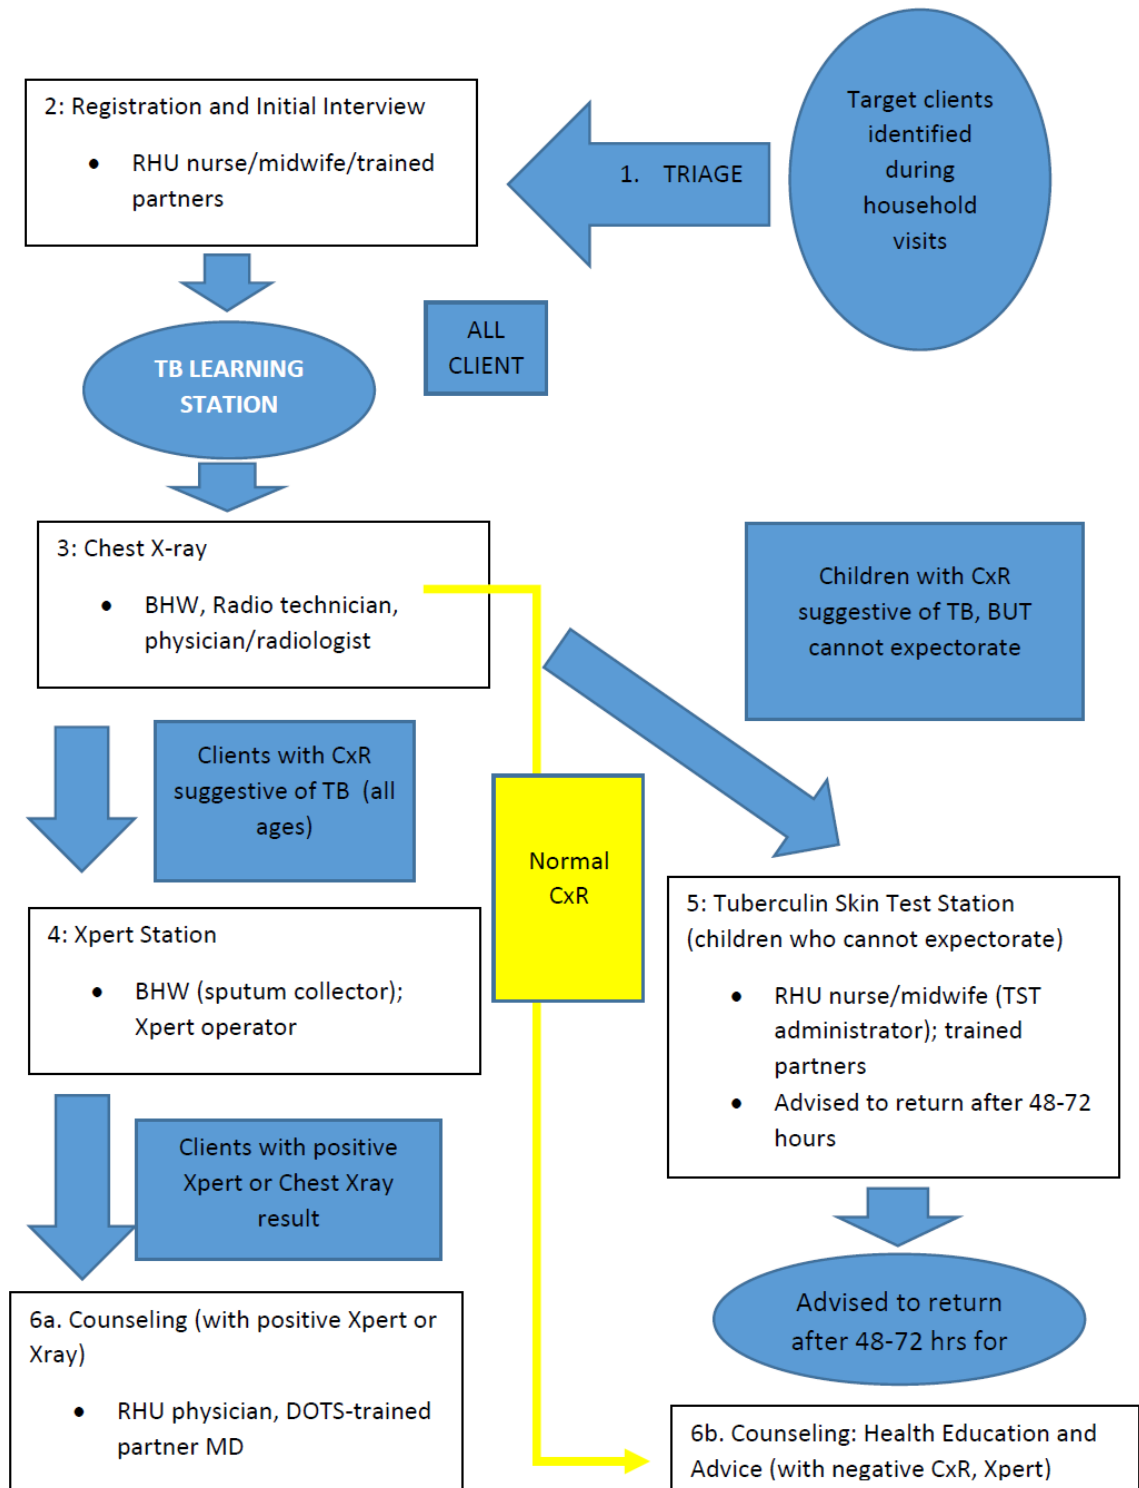 Target clients
identified
during
household
visits
1. TRIAGE
2: Registration and Initial Interview
• RHU nurse/midwife/trained
partners
ALL
CLIENT
TB LEARNING
STATION
3: Chest X-ray
• BHW, Radio technician,
physician/radiologist
Children with CxR
suggestive of TB, BUT
cannot expectorate
Clients with CxR
suggestive of TB (all
ages)
Normal
CxR
4: Xpert Station
• BHW (sputum collector);
Xpert operator
5: Tuberculin Skin Test Station
(children who cannot expectorate)
• RHU nurse/midwife (TST
administrator); trained
partners
• Advised to return after 48-72
hours
Clients with positive
Xpert or Chest Xray
result
6a. Counseling (with positive Xpert or
Xray)
• RHU physician, DOTS-trained
partner MD
Advised to return
after 48-72 hrs for
6b. Counseling: Health Education and
Advice (with negative CxR, Xpert)